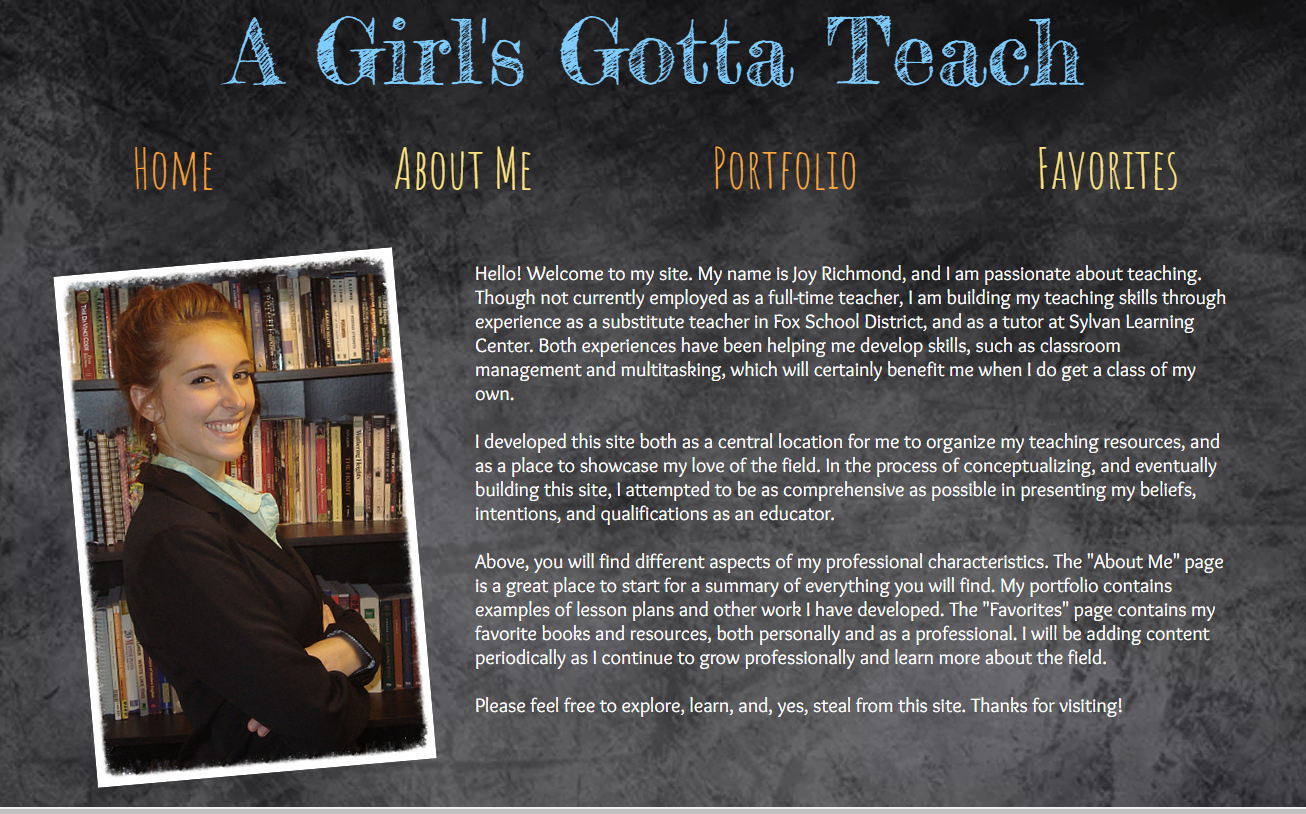 A Girl's Gotta Teach
Home About Me Portfolio Favorites
Hello! Welcome to my site. My name is Joy Richmond, and I am passionate about teaching.
Though not currently employed as a full-time teacher, I am building my teaching skills through
experience as a substitute teacher in Fox School District, and as a tutor at Sylvan Learning
Center. Both experiences have been helping me develop skills, such as classroom
management and multitasking, which will certainly benefit me when I do get a class of my
own.
I developed this site both as a central location for me to organize my teaching resources, and
as a place to showcase my love of the field. In the process of conceptualizing, and eventually
building this site, I attempted to be as comprehensive as possible in presenting my beliefs,
intentions, and qualifications as an educator.
Above, you will find different aspects of my professional characteristics. The "About Me" page
is a great place to start for a summary of everything you will find. My portfolio contains
examples of lesson plans and other work I have developed. The "Favorites" page contains my
favorite books and resources, both personally and as a professional. I will be adding content
periodically as I continue to grow professionally and learn more about the field.
Please feel free to explore, learn, and, yes, steal from this site. Thanks for visiting!
The Da Vinci Code
Wuthering Heights
THE HOBBIT